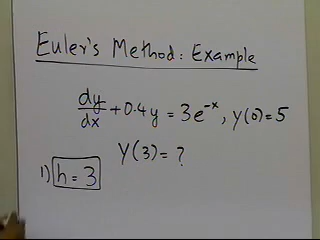 Euler's Method: Example
dy/dx + 0.4y = 3e^{-x}, y(0) = 5
y(3) = ?
1) h = 3